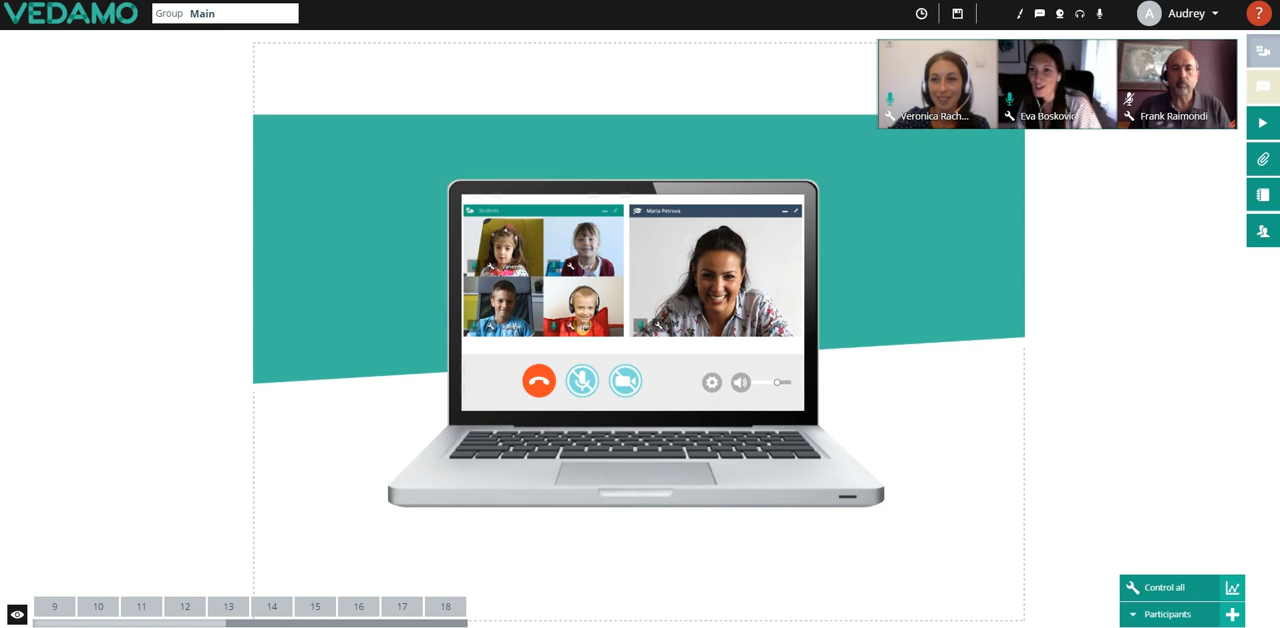 VEDAMO
Group Main
A
Audrey
?
Veronica Rach...
Eva Boskovic
Frank Raimondi
Students
Maria Petrova
Control all
Participants
9 10 11 12 13 14 15 16 17 18